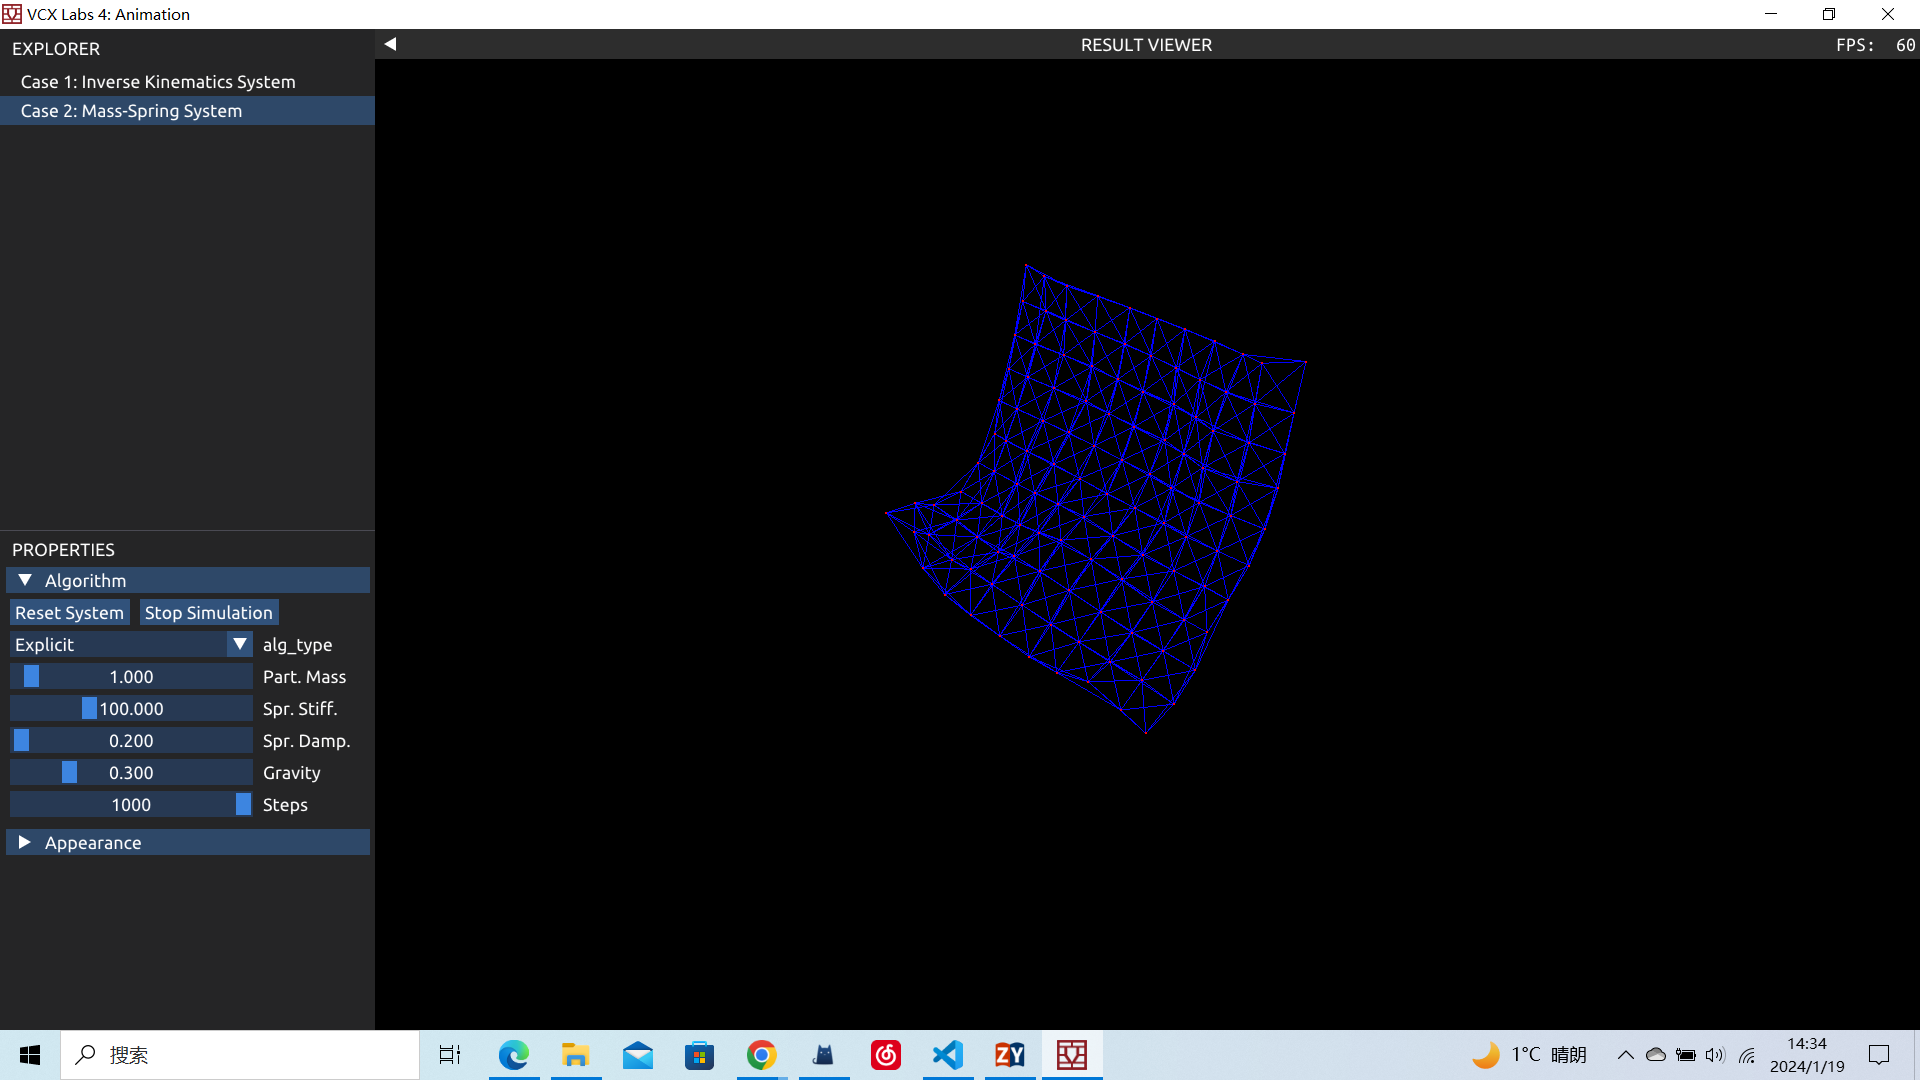 VCX Labs 4: Animation
EXPLORER
Case 1: Inverse Kinematics System
Case 2: Mass-Spring System
RESULT VIEWER
FPS: 60
PROPERTIES
Algorithm
Reset System Stop Simulation
Explicit alg_type
1.000 Part. Mass
100.000 Spr. Stiff.
0.200 Spr. Damp.
0.300 Gravity
1000 Steps
Appearance
搜索
ZY
1°C 晴朗
14:34
2024/1/19